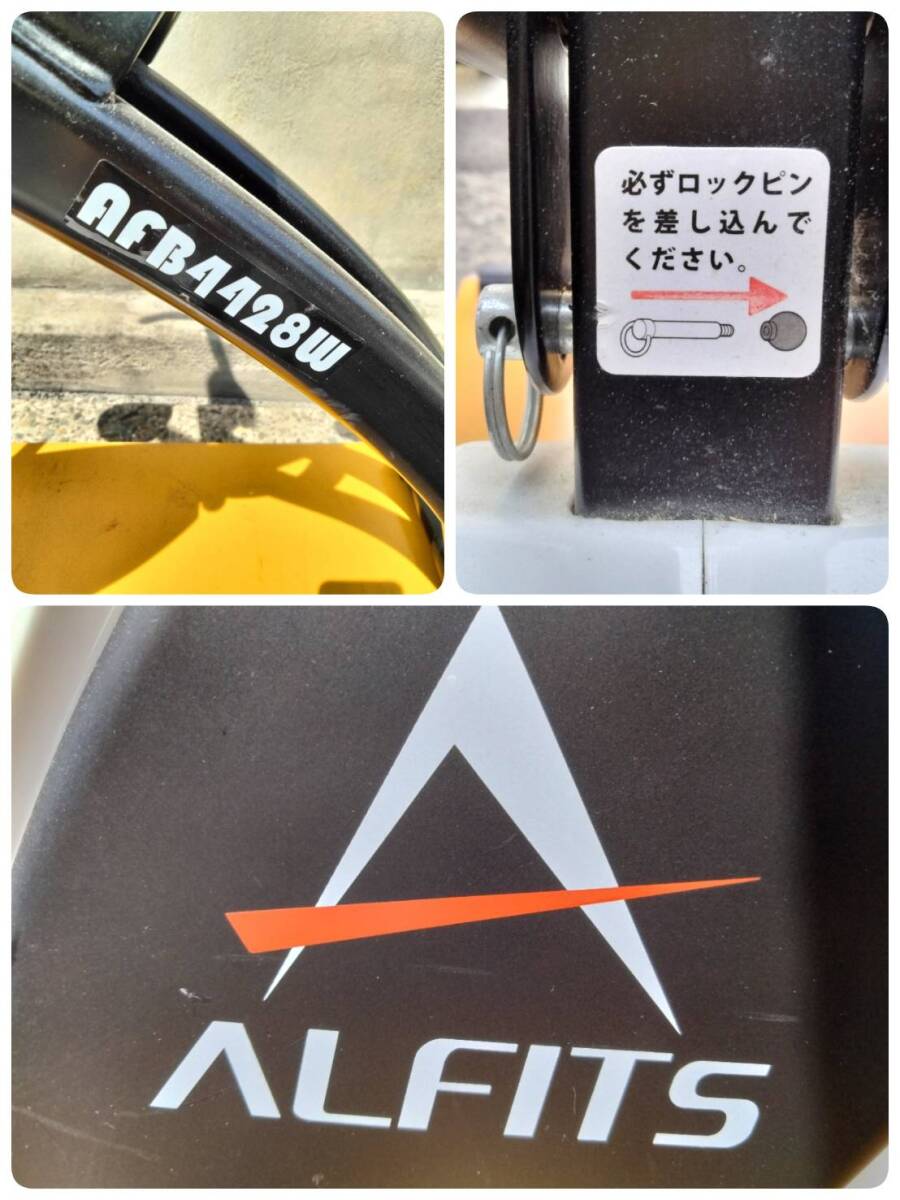 AFB4428W
必ずロックピン
を差し込んで
ください。
ALFITS